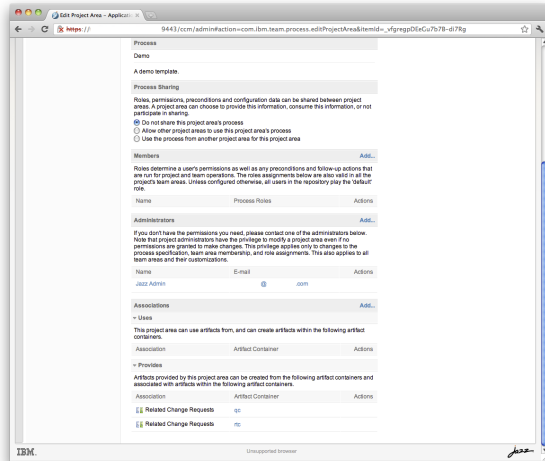 Edit Project Area – Applicatio
https://
9443/ccm/admin#action=com.ibm.team.process.editProjectArea&itemId=_vfgregpDEeGu7b7B-di7Rg
Process
Demo
A demo template.
Process Sharing
Roles, permissions, preconditions and configuration data can be shared between project
areas. A project area can choose to provide this information, consume this information, or not
participate in sharing.
Do not share this project area's process
Allow other project areas to use this project area's process
Use the process from another project area for this project area
Members Add...
Roles determine a user's permissions as well as any preconditions and follow-up actions that
are run for project and team operations. The roles assignments below are also valid in all the
project's team areas. Unless configured otherwise, all users in the repository play the 'default'
role.
Name Process Roles Actions
Administrators Add...
If you don't have the permissions you need, please contact one of the administrators below.
Note that project administrators have the privilege to modify a project area even if no
permissions are granted to make changes. This privilege applies only to changes to the
process specification, team area membership, and role assignments. This also applies to all
team areas and their customizations.
Name E-mail Actions
Jazz Admin @ .com
Associations Add...
Uses
This project area can use artifacts from, and can create artifacts within the following artifact
containers.
Association Artifact Container Actions
Provides
Artifacts provided by this project area can be created from the following artifact containers and
associated with artifacts within the following artifact containers.
Association Artifact Container Actions
Related Change Requests qc
Related Change Requests rtc
IBM. Unsupported browser Jazz